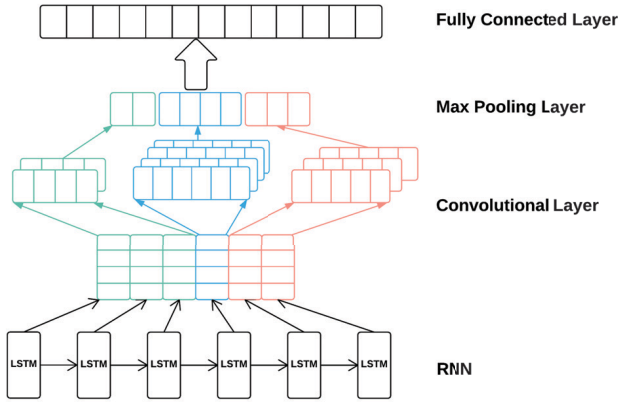 Fully Connected Layer
Max Pooling Layer
Convolutional Layer
LSTM LSTM LSTM LSTM LSTM LSTM
RNN